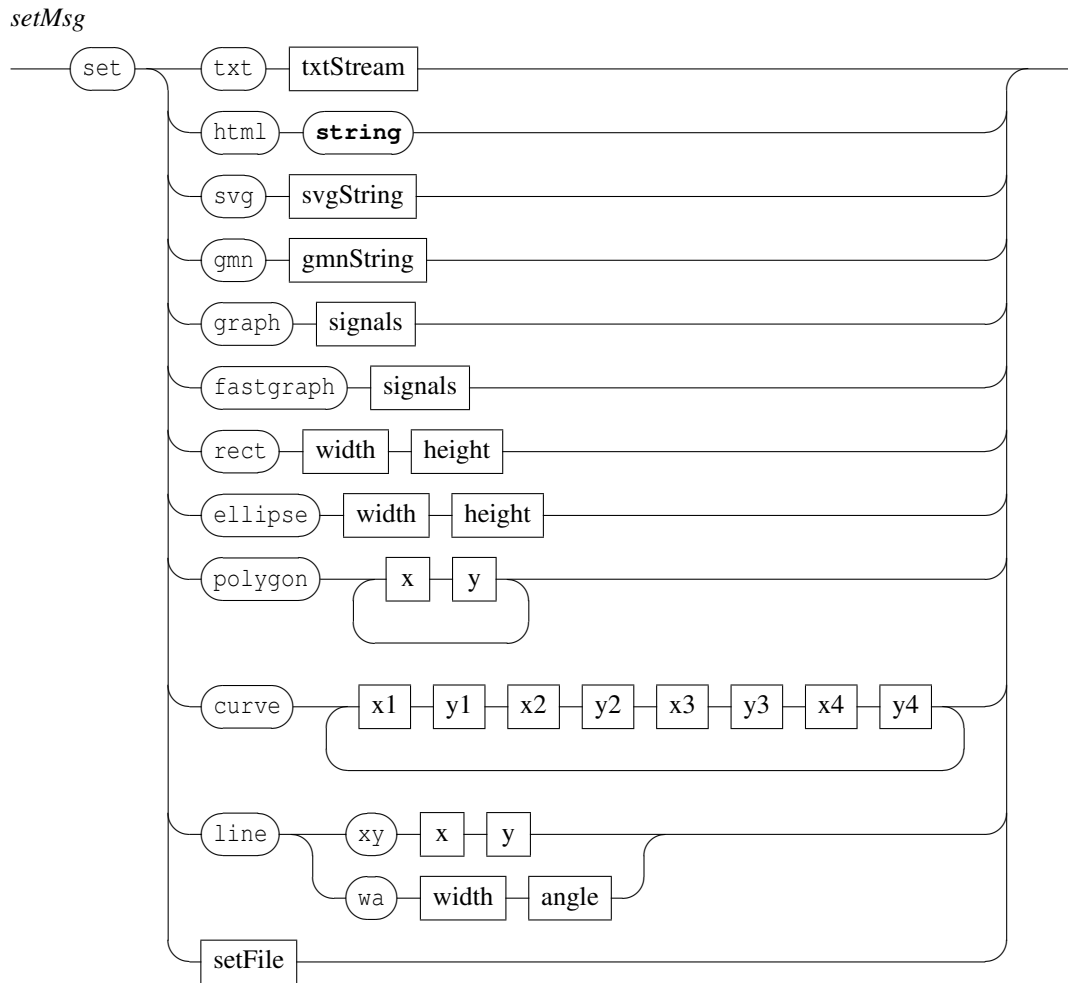 setMsg
set txt txtStream
html string
svg svgString
gmn gmnString
graph signals
fastgraph signals
rect width height
ellipse width height
polygon x y
curve x1 y1 x2 y2 x3 y3 x4 y4
line xy x y
wa width angle
setFile